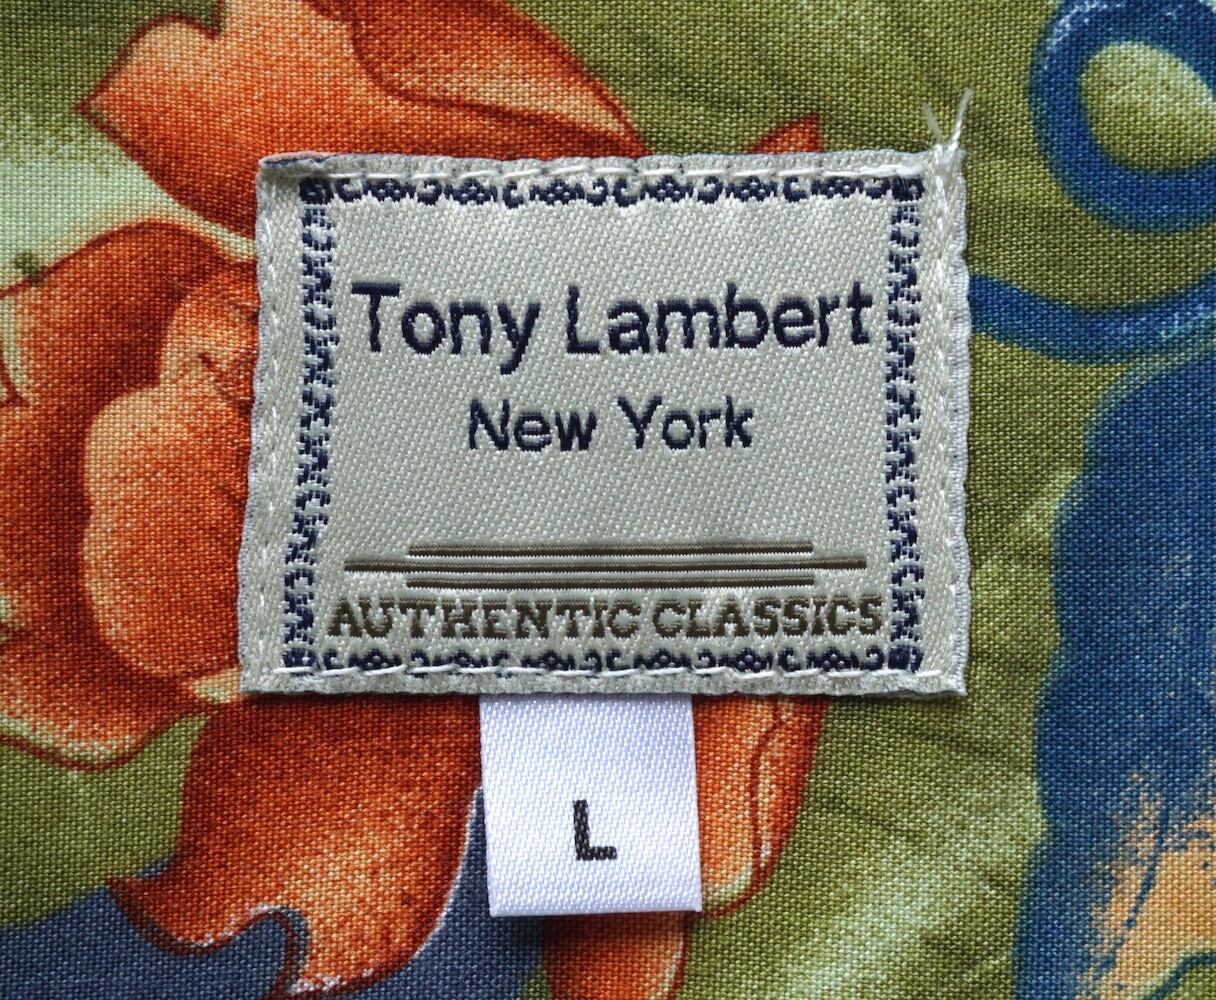 Tony Lambert
New York
AUTHENTIC CLASSICS
L